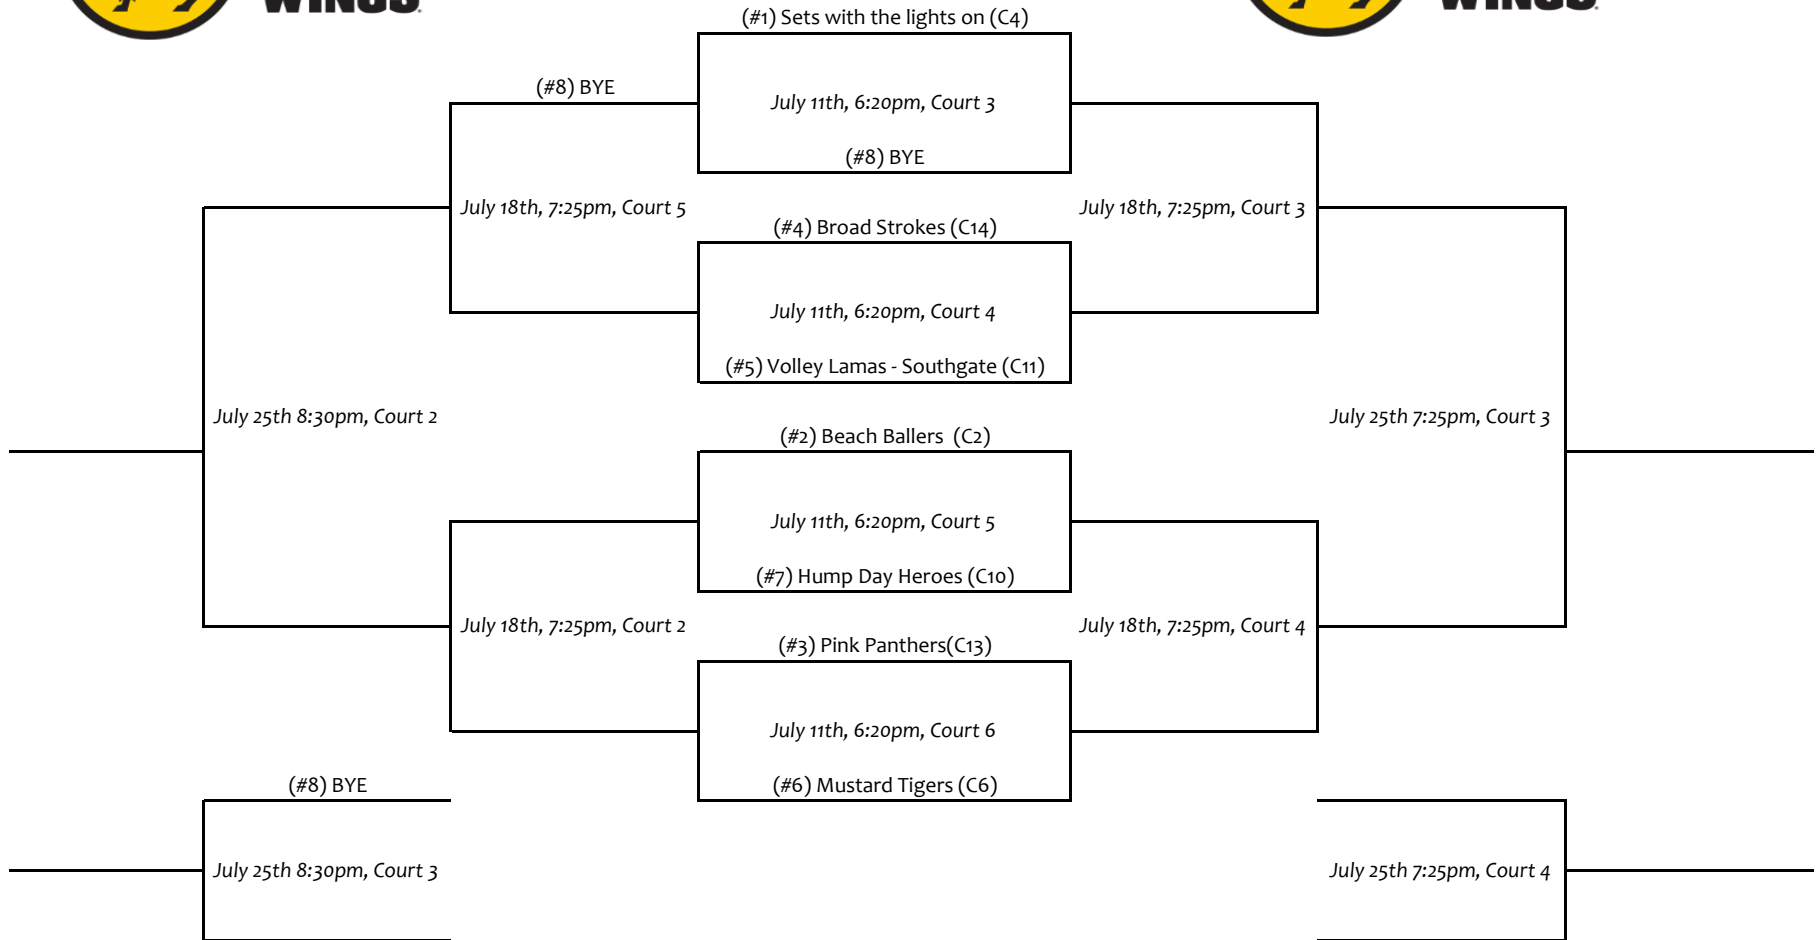 WINGS
WINGS
(#1) Sets with the lights on (C4)
(#8) BYE
July 11th, 6:20pm, Court 3
(#8) BYE
July 18th, 7:25pm, Court 5
July 18th, 7:25pm, Court 3
(#4) Broad Strokes (C14)
July 11th, 6:20pm, Court 4
(#5) Volley Lamas - Southgate (C11)
July 25th 8:30pm, Court 2
July 25th 7:25pm, Court 3
(#2) Beach Ballers  (C2)
July 11th, 6:20pm, Court 5
(#7) Hump Day Heroes (C10)
July 18th, 7:25pm, Court 2
July 18th, 7:25pm, Court 4
(#3) Pink Panthers(C13)
July 11th, 6:20pm, Court 6
(#8) BYE
(#6) Mustard Tigers (C6)
July 25th 8:30pm, Court 3
July 25th 7:25pm, Court 4